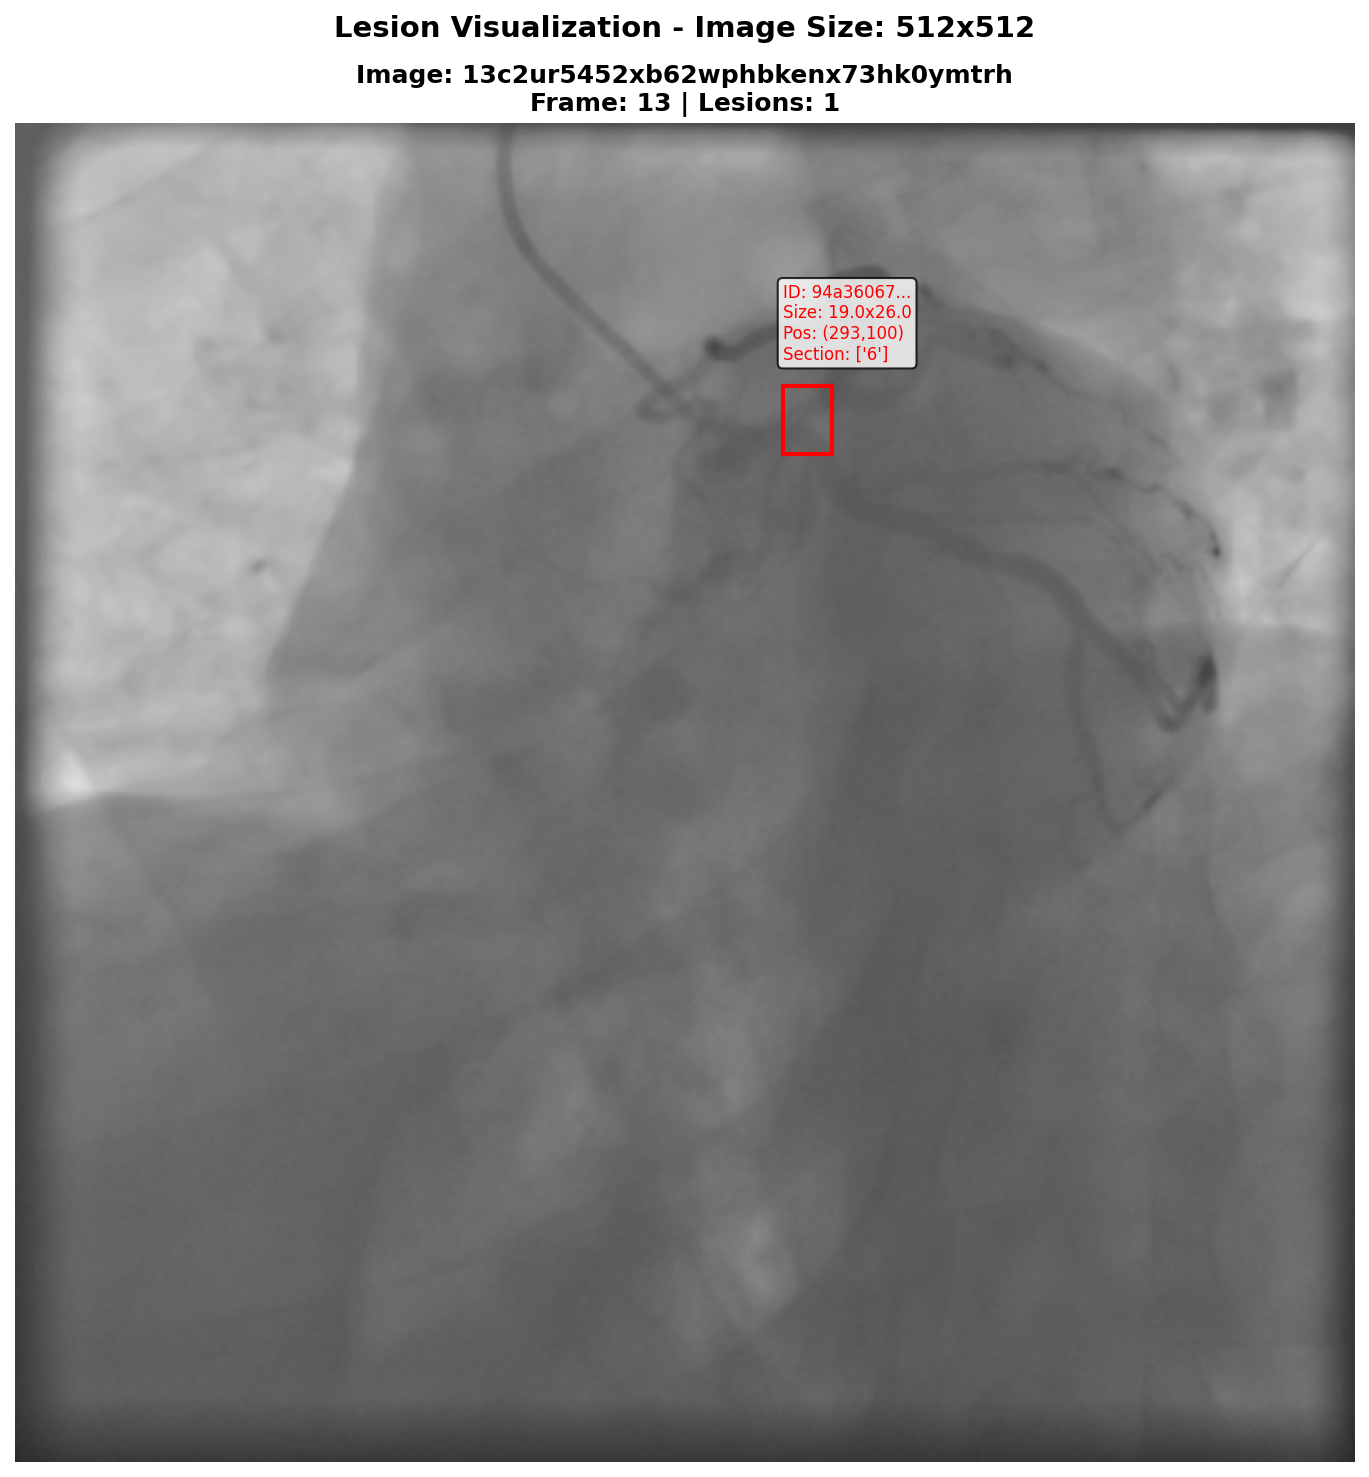 Lesion Visualization - Image Size: 512x512
Image: 13c2ur5452xb62wphbkenx73hk0ymtrh
Frame: 13 | Lesions: 1
ID: 94a36067...
Size: 19.0x26.0
Pos: (293,100)
Section: ['6']